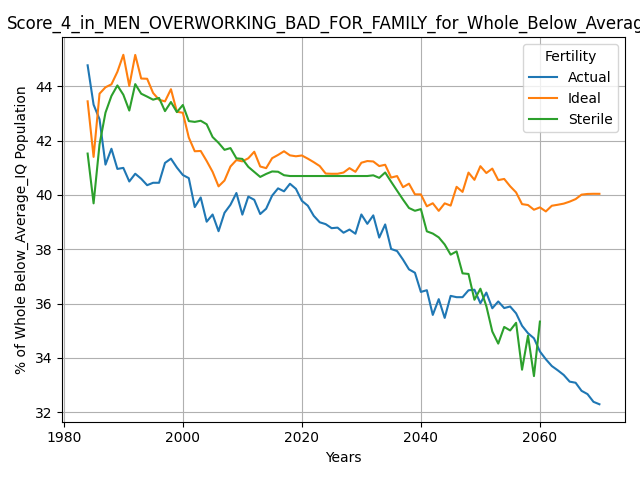 Score_4_in_MEN_OVERWORKING_BAD_FOR_FAMILY_for_Whole_Below_Averag
Fertility
Actual
Ideal
Sterile
% of Whole Below_Average_IQ Population
44
42
40
38
36
34
32
1980 2000 2020 2040 2060
Years